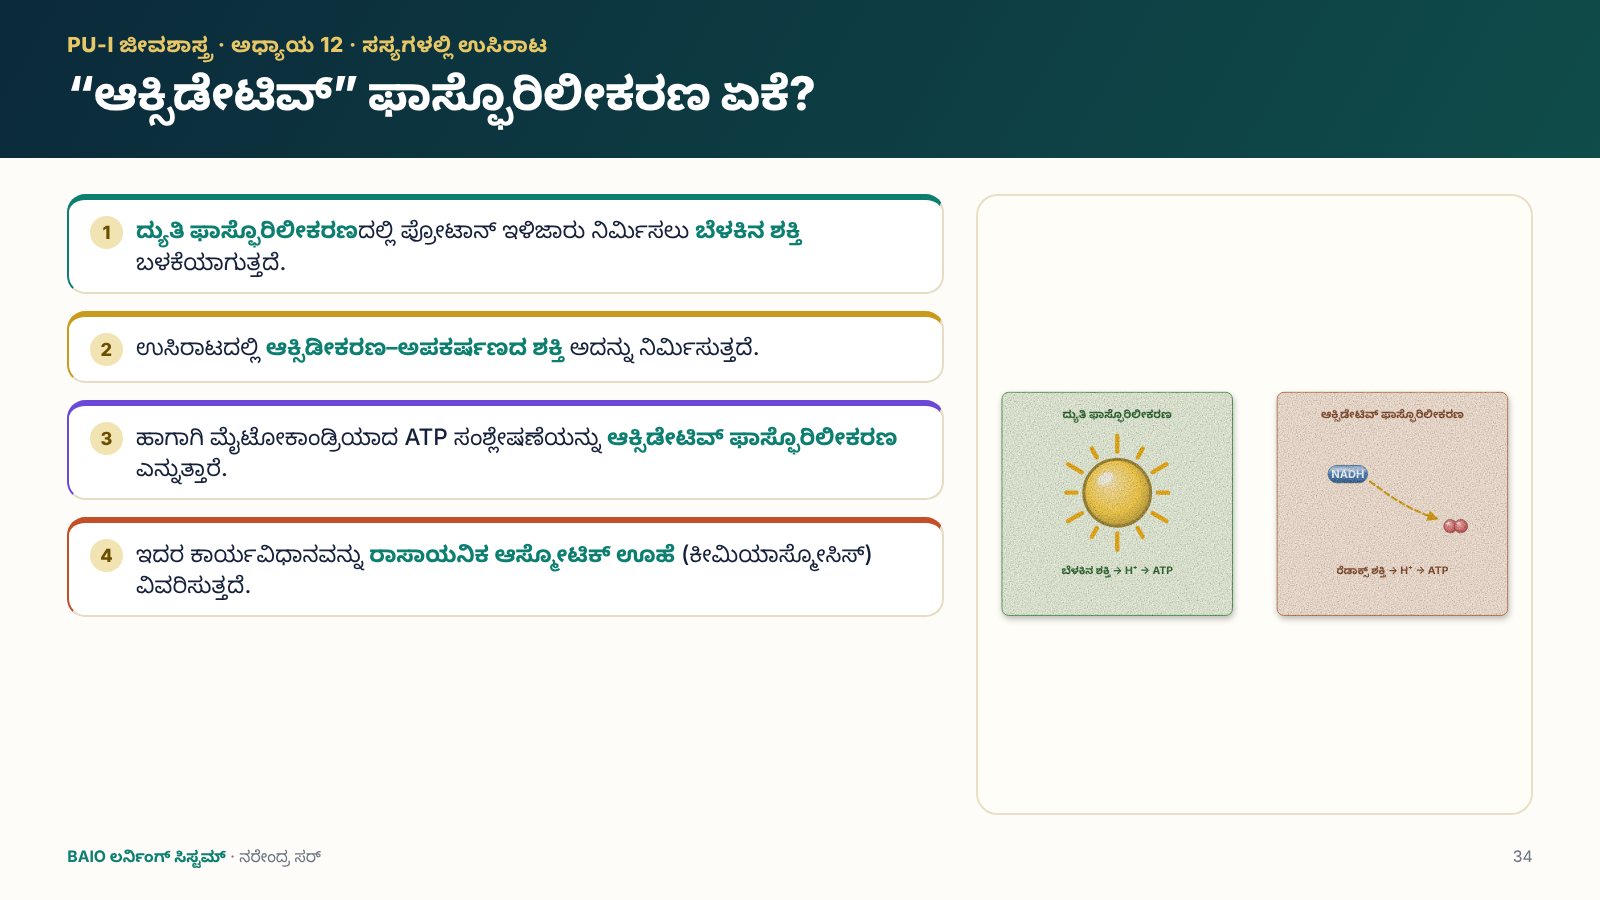 PU-I ಜೀವಶಾಸ್ತ್ರ · ಅಧ್ಯಾಯ 12 · ಸಸ್ಯಗಳಲ್ಲಿ ಉಸಿರಾಟ
“ಆಕ್ಸಿಡೇಟಿವ್” ಫಾಸ್ಫೊರಿಲೀಕರಣ ಏಕೆ?
1 ದ್ಯುತಿ ಫಾಸ್ಫೊರಿಲೀಕರಣದಲ್ಲಿ ಪ್ರೋಟಾನ್ ಇಳಿಜಾರು ನಿರ್ಮಿಸಲು ಬೆಳಕಿನ ಶಕ್ತಿ
ಬಳಕೆಯಾಗುತ್ತದೆ.
2 ಉಸಿರಾಟದಲ್ಲಿ ಆಕ್ಸಿಡೀಕರಣ–ಅಪಕರ್ಷಣದ ಶಕ್ತಿ ಅದನ್ನು ನಿರ್ಮಿಸುತ್ತದೆ.
3 ಹಾಗಾಗಿ ಮೈಟೋಕಾಂಡ್ರಿಯಾದ ATP ಸಂಶ್ಲೇಷಣೆಯನ್ನು ಆಕ್ಸಿಡೇಟಿವ್ ಫಾಸ್ಫೊರಿಲೀಕರಣ
ಎನ್ನುತ್ತಾರೆ.
4 ಇದರ ಕಾರ್ಯವಿಧಾನವನ್ನು ರಾಸಾಯನಿಕ ಆಸ್ಮೋಟಿಕ್ ಊಹೆ (ಕೀಮಿಯಾಸ್ಮೋಸಿಸ್)
ವಿವರಿಸುತ್ತದೆ.
ದ್ಯುತಿ ಫಾಸ್ಫೊರಿಲೀಕರಣ
ಬೆಳಕಿನ ಶಕ್ತಿ → H⁺ → ATP
ಆಕ್ಸಿಡೇಟಿವ್ ಫಾಸ್ಫೊರಿಲೀಕರಣ
NADH
ರೆಡಾಕ್ಸ್ ಶಕ್ತಿ → H⁺ → ATP
BAIO ಲರ್ನಿಂಗ್ ಸಿಸ್ಟಮ್ · ನರೇಂದ್ರ ಸರ್
34